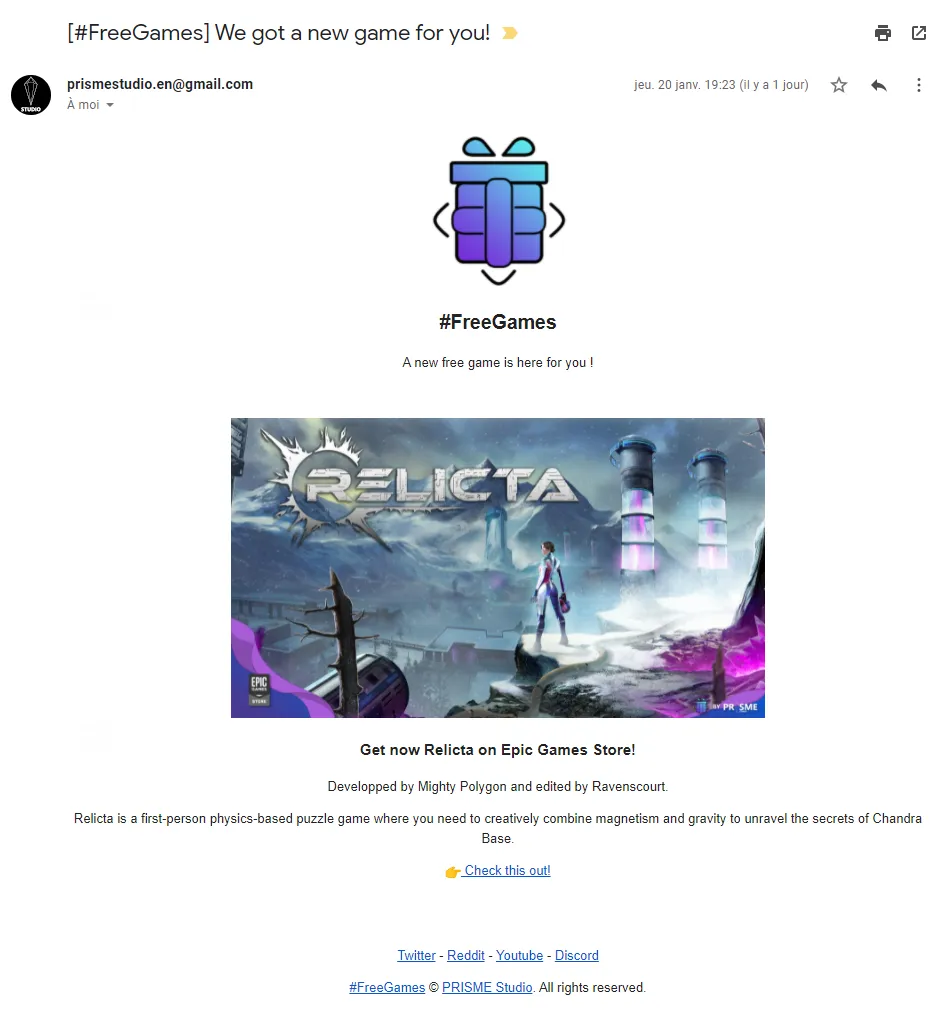 [#FreeGames] We got a new game for you!
prismestudio.en@gmail.com
jeu. 20 janv. 19:23 (il y a 1 jour)
À moi
STUDIO
#FreeGames
A new free game is here for you !
RELICTA
EPIC
GAMES
STORE
BY PRISME
Get now Relicta on Epic Games Store!
Developped by Mighty Polygon and edited by Ravenscourt.
Relicta is a first-person physics-based puzzle game where you need to creatively combine magnetism and gravity to unravel the secrets of Chandra
Base.
👉 Check this out!
Twitter - Reddit - Youtube - Discord
#FreeGames © PRISME Studio. All rights reserved.